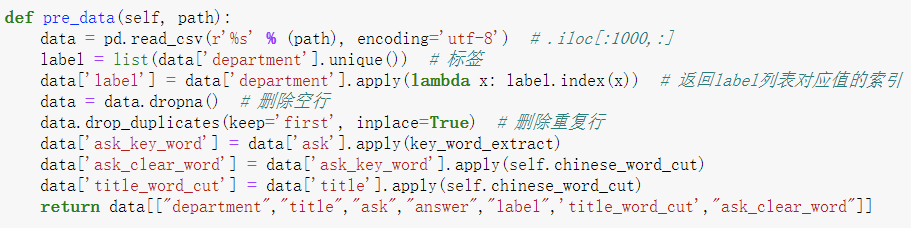 def pre_data(self, path):
    data = pd.read_csv(r'%s' % (path), encoding='utf-8')  # .iloc[:1000,:]
    label = list(data['department'].unique())  # 标签
    data['label'] = data['department'].apply(lambda x: label.index(x))  # 返回label列表对应值的索引
    data = data.dropna()  # 删除空行
    data.drop_duplicates(keep='first', inplace=True)  # 删除重复行
    data['ask_key_word'] = data['ask'].apply(key_word_extract)
    data['ask_clear_word'] = data['ask_key_word'].apply(self.chinese_word_cut)
    data['title_word_cut'] = data['title'].apply(self.chinese_word_cut)
    return data[["department","title","ask","answer","label",'title_word_cut',"ask_clear_word"]]